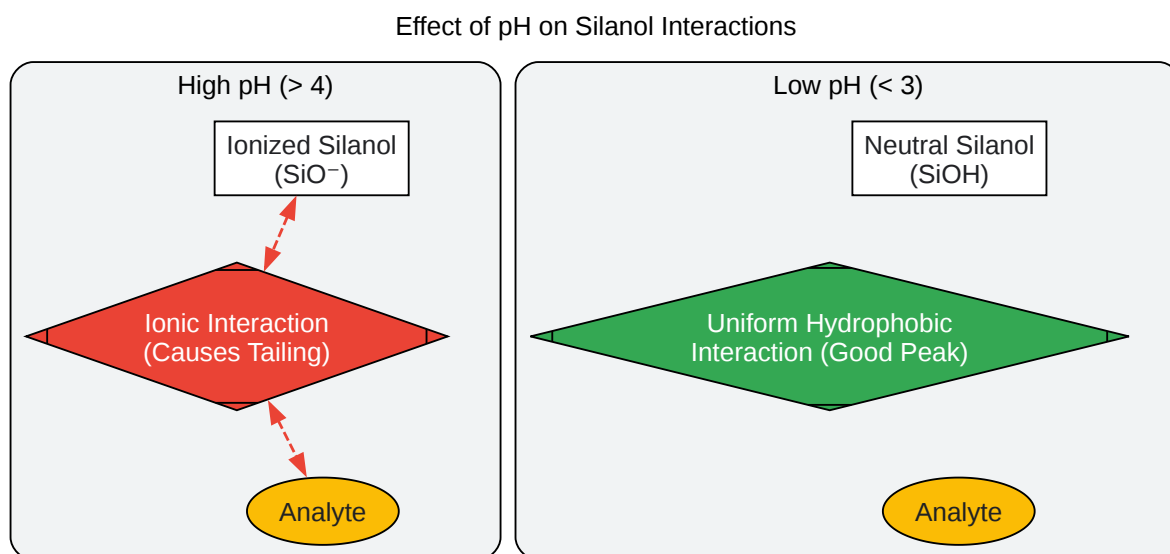 Effect of pH on Silanol Interactions
High pH (> 4)
Ionized Silanol
(SiO⁻)
Ionic Interaction
(Causes Tailing)
Analyte
Low pH (< 3)
Neutral Silanol
(SiOH)
Uniform Hydrophobic
Interaction (Good Peak)
Analyte